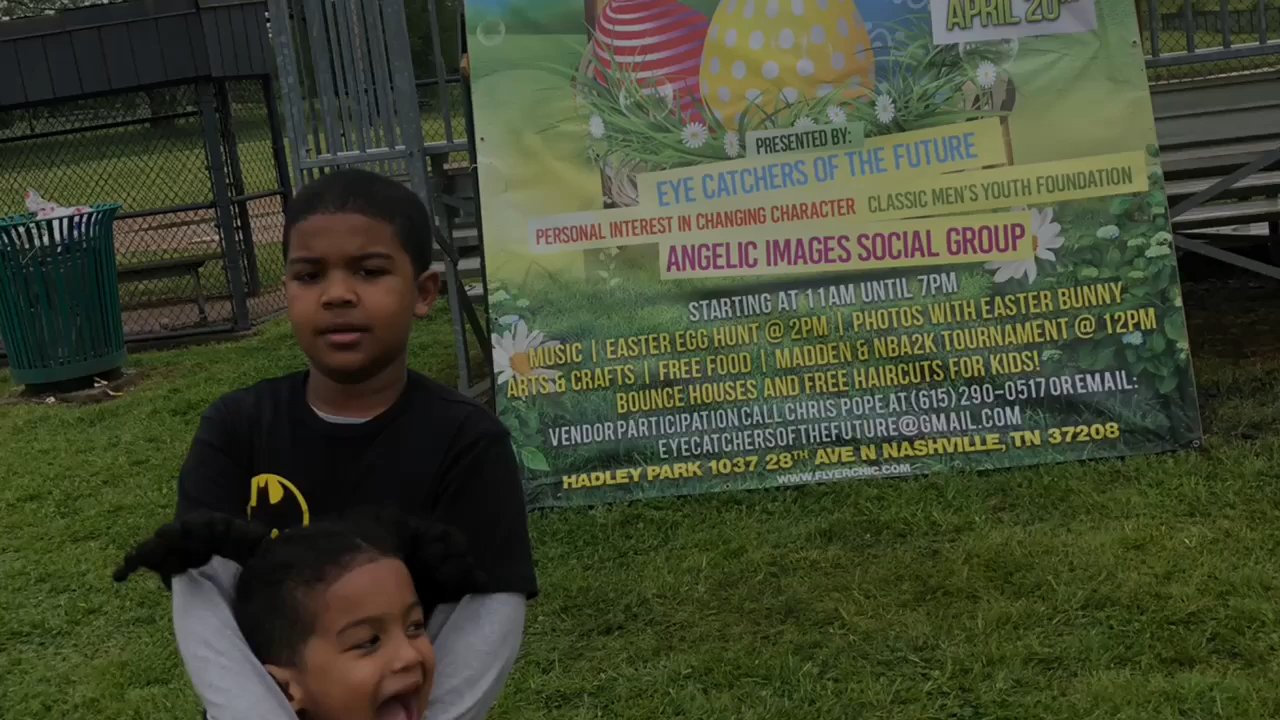 APRIL 20TH
PRESENTED BY:
EYE CATCHERS OF THE FUTURE
PERSONAL INTEREST IN CHANGING CHARACTER CLASSIC MEN'S YOUTH FOUNDATION
ANGELIC IMAGES SOCIAL GROUP
STARTING AT 11AM UNTIL 7PM
MUSIC | EASTER EGG HUNT @ 2PM | PHOTOS WITH EASTER BUNNY
ARTS & CRAFTS | FREE FOOD | MADDEN & NBA2K TOURNAMENT @ 12PM
BOUNCE HOUSES AND FREE HAIRCUTS FOR KIDS!
VENDOR PARTICIPATION CALL CHRIS POPE AT (615) 290-0517 OR EMAIL:
EYECATCHERSOFTHEFUTURE@GMAIL.COM
HADLEY PARK 1037 28TH AVE N NASHVILLE, TN 37208
WWW.FLYERCHIC.COM